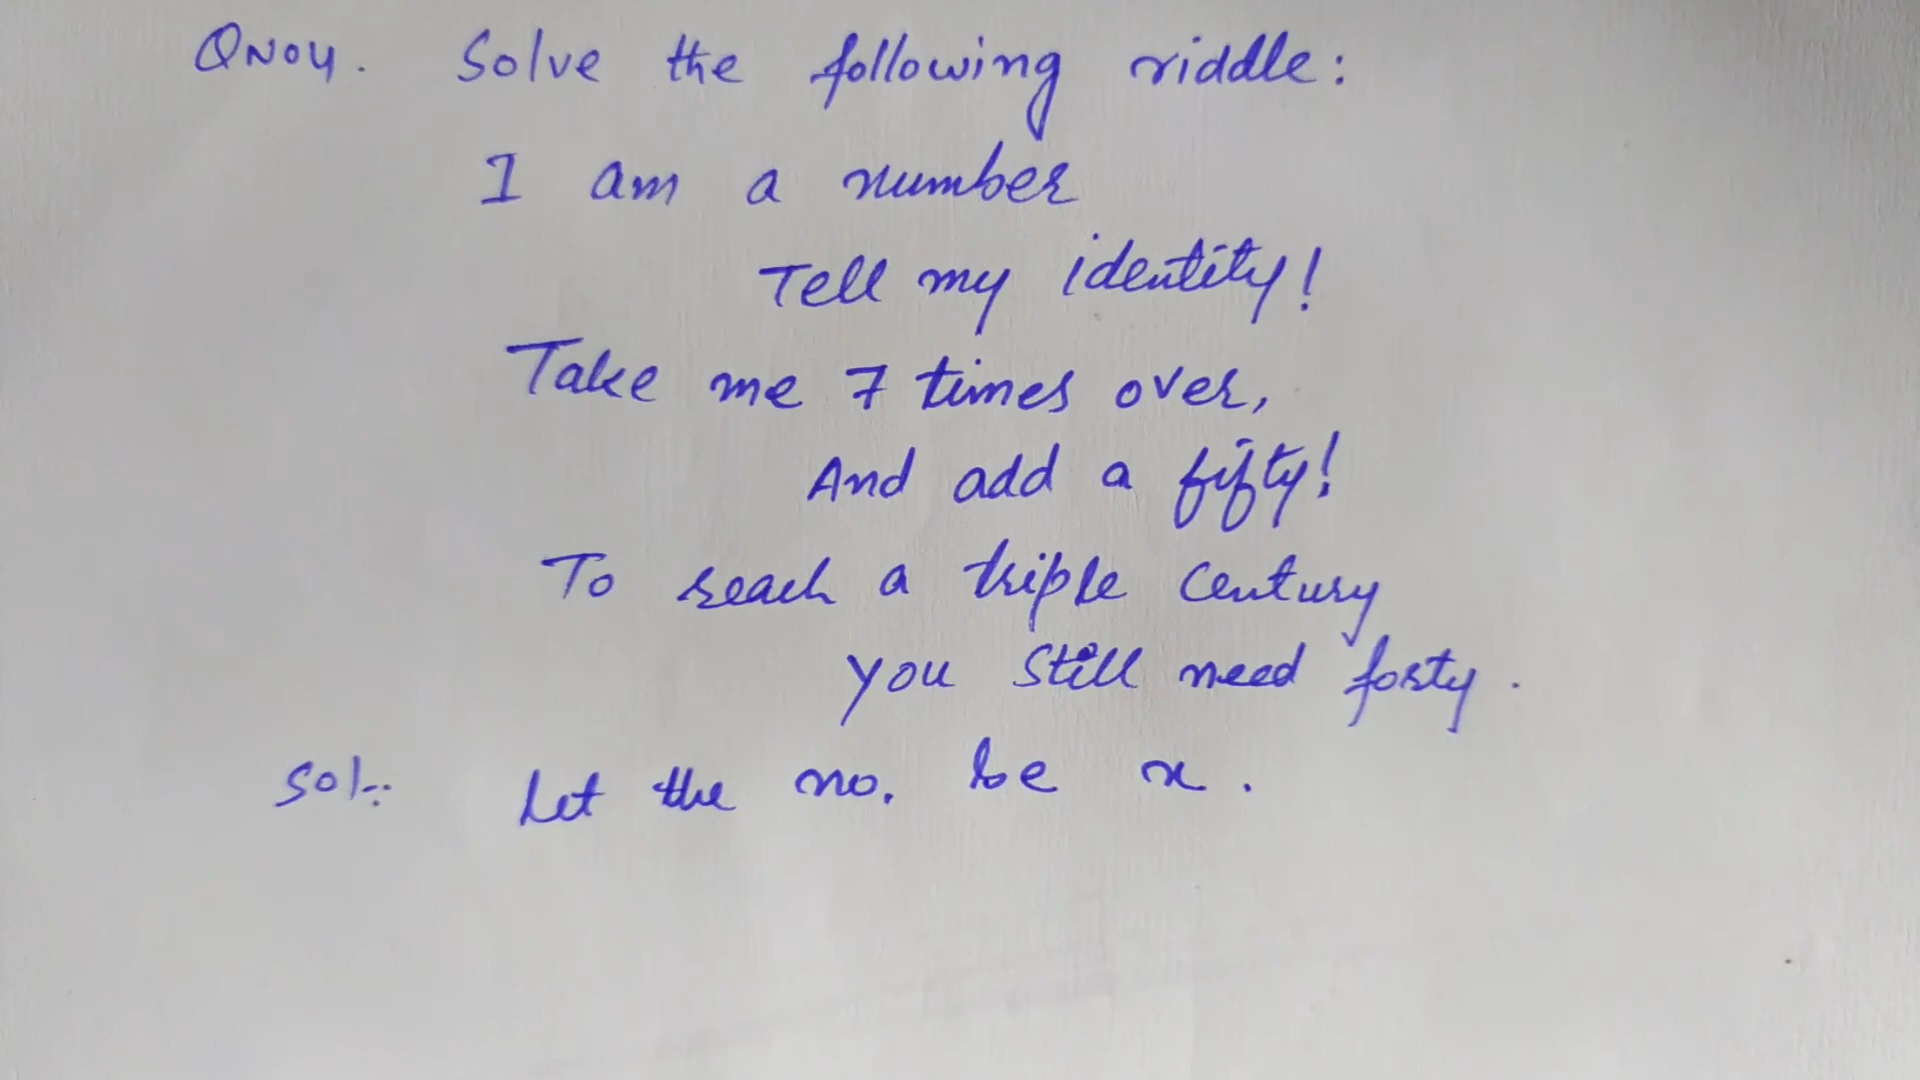 QNo4. Solve the following riddle:
I am a number
Tell my identity!
Take me 7 times over,
And add a fifty!
To reach a triple century
you still need forty.
Sol:- Let the no. be x.